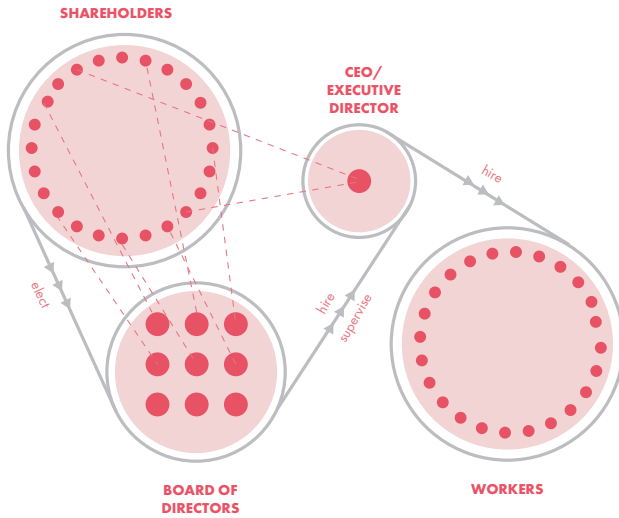 SHAREHOLDERS
CEO/
EXECUTIVE
DIRECTOR
hire
elect
hire
supervise
BOARD OF
DIRECTORS
WORKERS